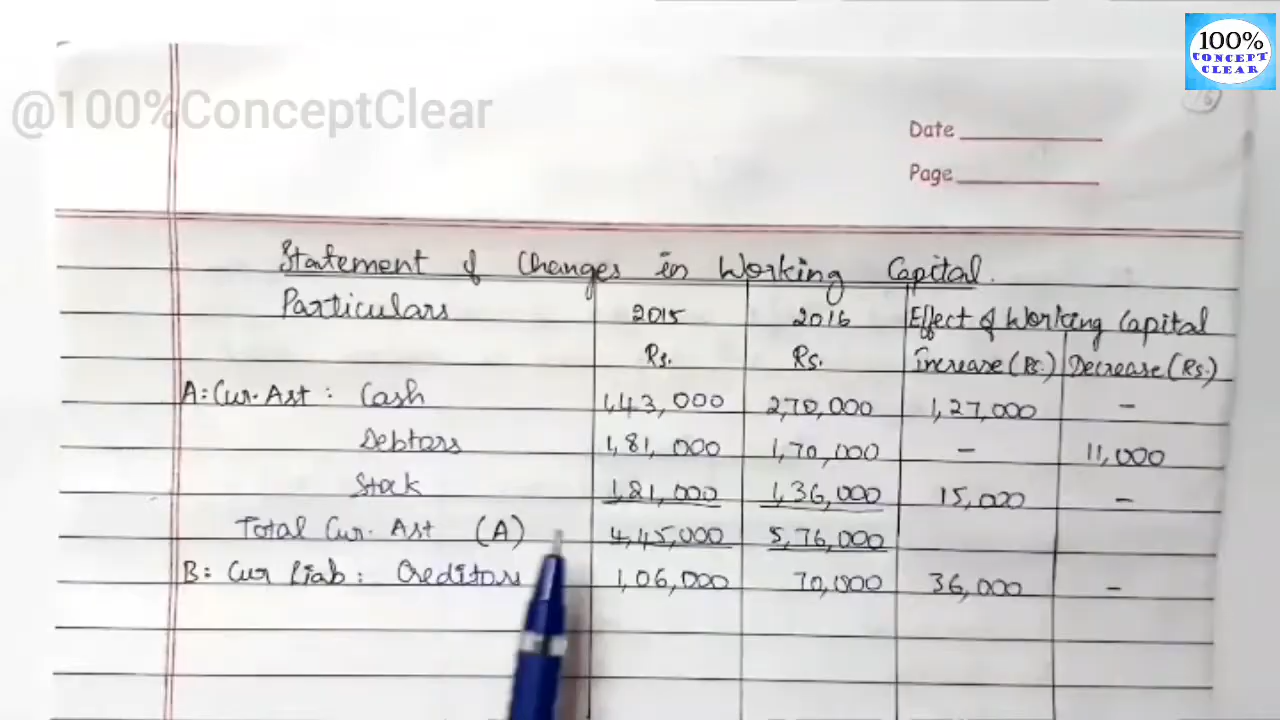 100%
CONCEPT
CLEAR
@100%ConceptClear
Date
Page
Statement of Changes in Working Capital.
Particulars 2015 2016 Effect of Working Capital
Rs. Rs. Increase (Rs.) Decrease (Rs.)
A: Cur. Ast : Cash 1,43,000 2,70,000 1,27,000 -
Debtors 1,81,000 1,70,000 - 11,000
Stock 1,21,000 1,36,000 15,000 -
Total Cur. Ast (A) 4,45,000 5,76,000
B: Cur Liab : Creditors 1,06,000 70,000 36,000 -